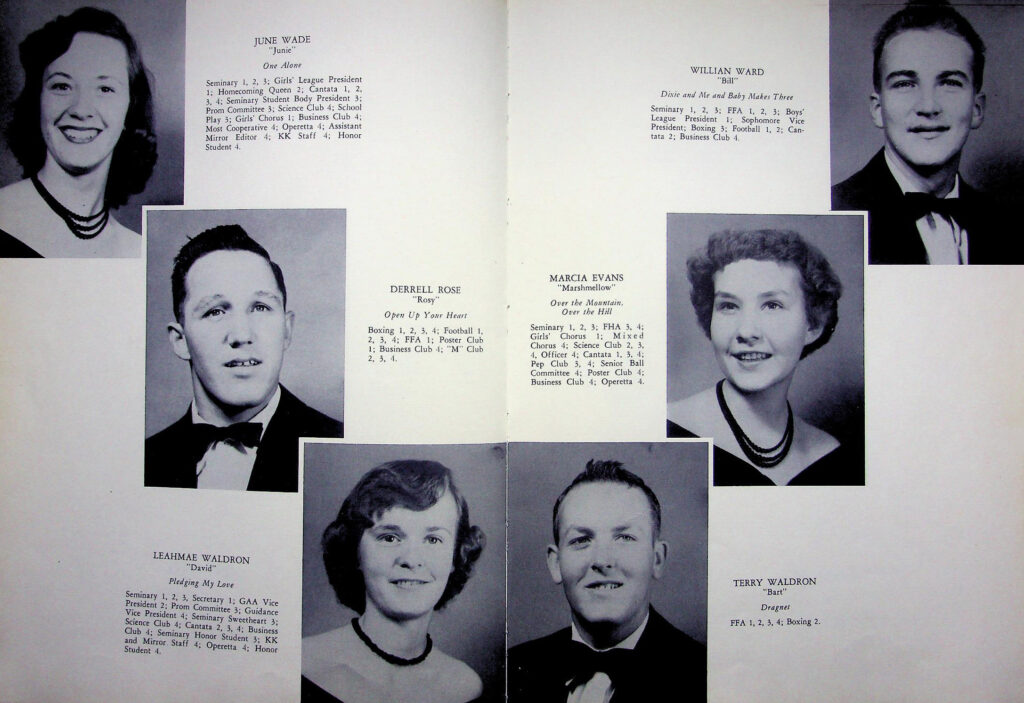 JUNE WADE
"Junie"
One Alone
Seminary 1, 2, 3; Girls' League President
1; Homecoming Queen 2; Cantata 1, 2,
3, 4; Seminary Student Body President 3;
Prom Committee 3; Science Club 4; School
Play 3; Girls' Chorus 1; Business Club 4;
Most Cooperative 4; Operetta 4; Assistant
Mirror Editor 4; KK Staff 4; Honor
Student 4.
DERRELL ROSE
"Rosy"
Open Up Your Heart
Boxing 1, 2, 3, 4; Football 1,
2, 3, 4; FFA 1; Poster Club
1; Business Club 4; "M" Club
2, 3, 4.
LEAHMAE WALDRON
"David"
Pledging My Love
Seminary 1, 2, 3, Secretary 1; GAA Vice
President 2; Prom Committee 3; Guidance
Vice President 4; Seminary Sweetheart 3;
Science Club 4; Cantata 2, 3, 4; Business
Club 4; Seminary Honor Student 3; KK
and Mirror Staff 4; Operetta 4; Honor
Student 4.
WILLIAN WARD
"Bill"
Dixie and Me and Baby Makes Three
Seminary 1, 2, 3; FFA 1, 2, 3; Boys'
League President 1; Sophomore Vice
President; Boxing 3; Football 1, 2; Can-
tata 2; Business Club 4.
MARCIA EVANS
"Marshmellow"
Over the Mountain,
Over the Hill
Seminary 1, 2, 3; FHA 3, 4;
Girls' Chorus 1; Mixed
Chorus 4; Science Club 2, 3,
4, Officer 4; Cantata 1, 3, 4;
Pep Club 3, 4; Senior Ball
Committee 4; Poster Club 4;
Business Club 4; Operetta 4.
TERRY WALDRON
"Bart"
Dragnet
FFA 1, 2, 3, 4; Boxing 2.